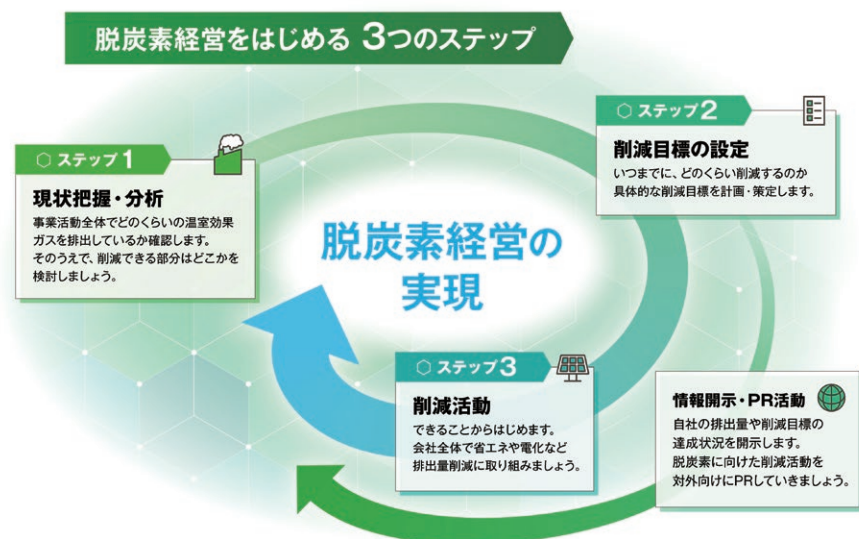 脱炭素経営をはじめる 3つのステップ
ステップ1
現状把握・分析
事業活動全体でどのくらいの温室効果
ガスを排出しているか確認します。
そのうえで、削減できる部分はどこかを
検討しましょう。
ステップ2
削減目標の設定
いつまでに、どのくらい削減するのか
具体的な削減目標を計画・策定します。
脱炭素経営の
実現
ステップ3
削減活動
できることからはじめます。
会社全体で省エネや電化など
排出量削減に取り組みましょう。
情報開示・PR活動
自社の排出量や削減目標の
達成状況を開示します。
脱炭素に向けた削減活動を
対外向けにPRしていきましょう。